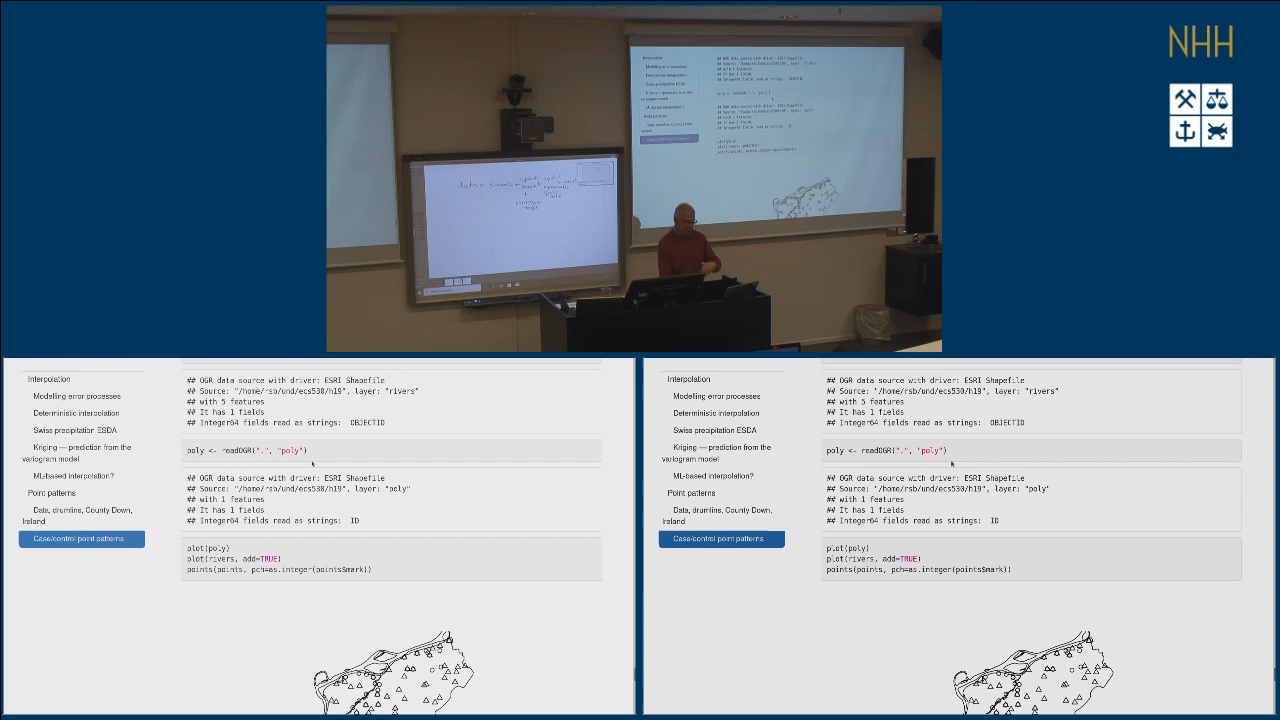 NHH
Interpolation
Modelling error processes
Deterministic interpolation
Swiss precipitation ESDA
Kriging — prediction from the
variogram model
ML-based interpolation?
Point patterns
Data, drumlins, County Down,
Ireland
Case/control point patterns
## OGR data source with driver: ESRI Shapefile
## Source: "/home/rsb/und/ecs530/h19", layer: "rivers"
## with 5 features
## It has 1 fields
## Integer64 fields read as strings:  OBJECTID
poly <- readOGR(".", "poly")
## OGR data source with driver: ESRI Shapefile
## Source: "/home/rsb/und/ecs530/h19", layer: "poly"
## with 1 features
## It has 1 fields
## Integer64 fields read as strings:  ID
plot(poly)
plot(rivers, add=TRUE)
points(points, pch=as.integer(points$mark))
Interpolation
Modelling error processes
Deterministic interpolation
Swiss precipitation ESDA
Kriging — prediction from the
variogram model
ML-based interpolation?
Point patterns
Data, drumlins, County Down,
Ireland
Case/control point patterns
## OGR data source with driver: ESRI Shapefile
## Source: "/home/rsb/und/ecs530/h19", layer: "rivers"
## with 5 features
## It has 1 fields
## Integer64 fields read as strings:  OBJECTID
poly <- readOGR(".", "poly")
## OGR data source with driver: ESRI Shapefile
## Source: "/home/rsb/und/ecs530/h19", layer: "poly"
## with 1 features
## It has 1 fields
## Integer64 fields read as strings:  ID
plot(poly)
plot(rivers, add=TRUE)
points(points, pch=as.integer(points$mark))